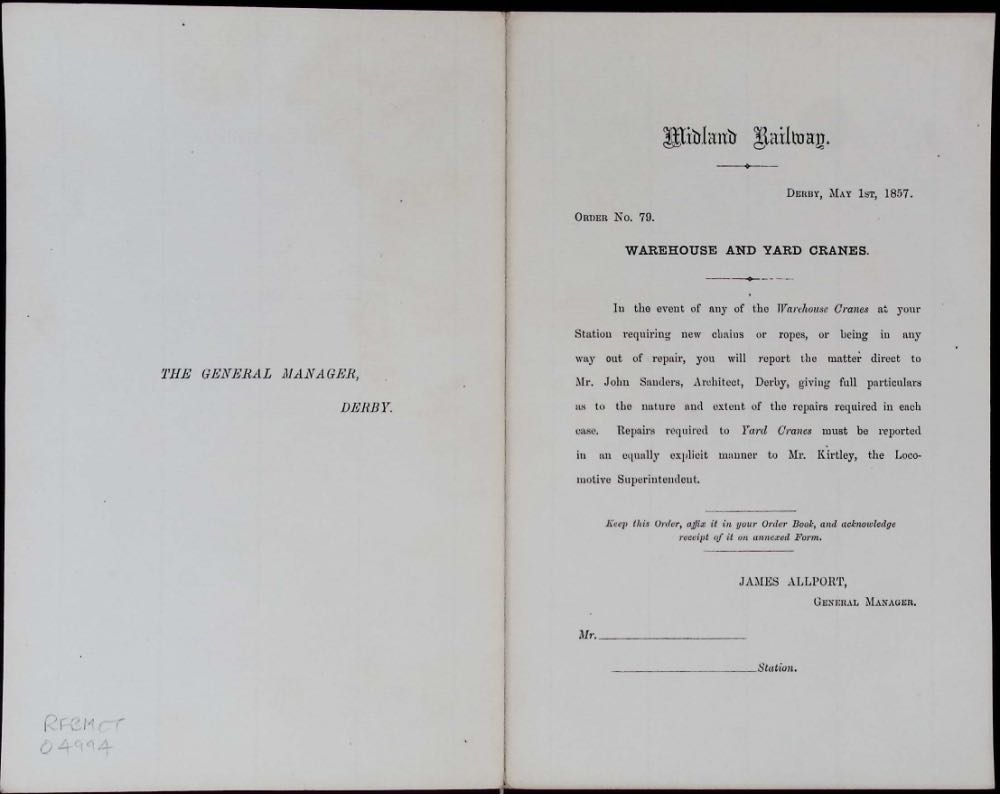 THE GENERAL MANAGER,
DERBY.
RFBMCT
04994
Midland Railway.
Derby, May 1st, 1857.
Order No. 79.
WAREHOUSE AND YARD CRANES.
In the event of any of the Warehouse Cranes at your
Station requiring new chains or ropes, or being in any
way out of repair, you will report the matter direct to
Mr. John Sanders, Architect, Derby, giving full particulars
as to the nature and extent of the repairs required in each
case. Repairs required to Yard Cranes must be reported
in an equally explicit manner to Mr. Kirtley, the Loco-
motive Superintendent.
Keep this Order, affix it in your Order Book, and acknowledge
receipt of it on annexed Form.
JAMES ALLPORT,
General Manager.
Mr.
Station.